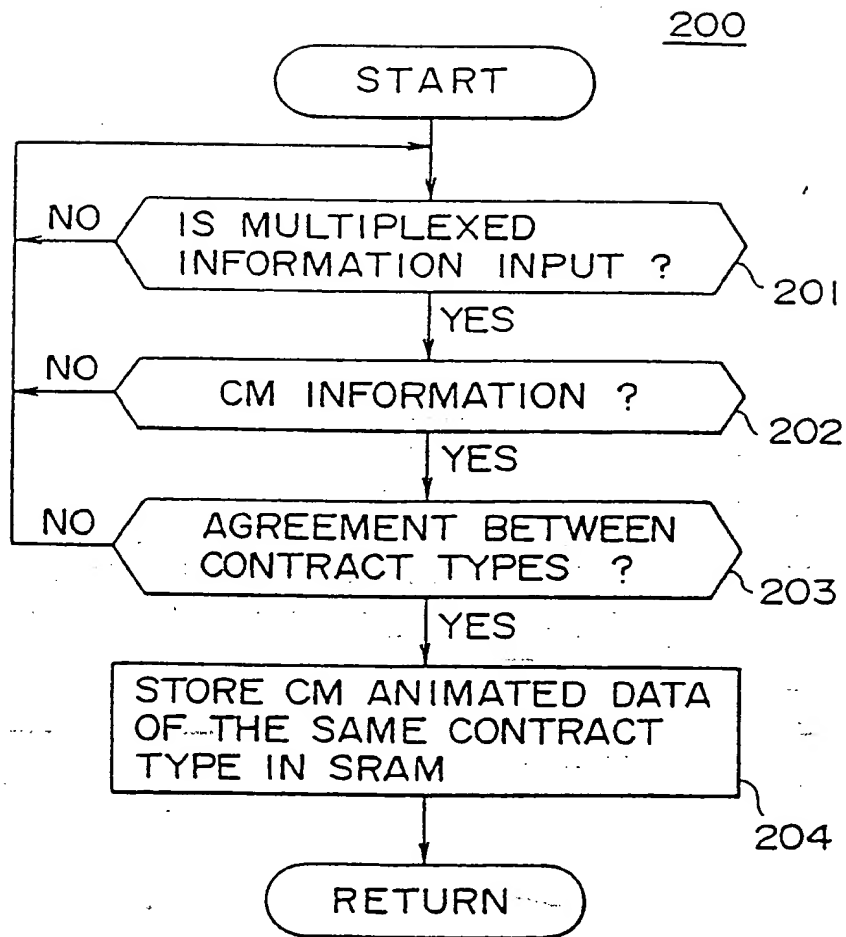 200
START
NO
IS MULTIPLEXED
INFORMATION INPUT ?
201
YES
NO
CM INFORMATION ?
202
YES
NO
AGREEMENT BETWEEN
CONTRACT TYPES ?
203
YES
STORE CM ANIMATED DATA
OF THE SAME CONTRACT
TYPE IN SRAM
204
RETURN